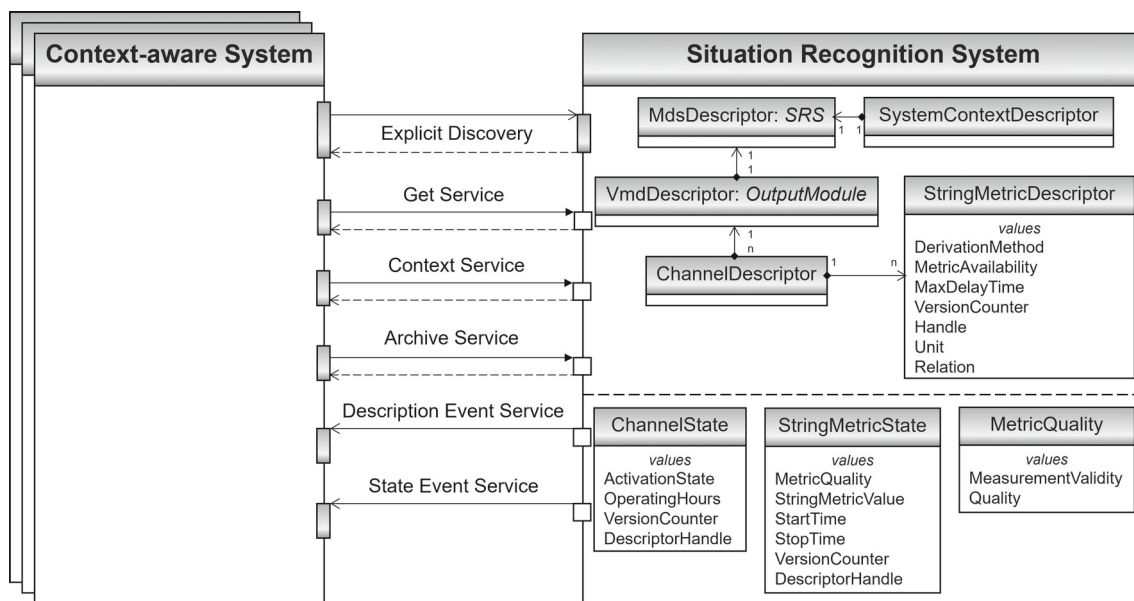 Context-aware System
Situation Recognition System
Explicit Discovery
Get Service
Context Service
Archive Service
Description Event Service
State Event Service
MdsDescriptor: SRS
1
1
SystemContextDescriptor
1
1
VmdDescriptor: OutputModule
1
n
ChannelDescriptor
1
n
StringMetricDescriptor
values
DerivationMethod
MetricAvailability
MaxDelayTime
VersionCounter
Handle
Unit
Relation
ChannelState
values
ActivationState
OperatingHours
VersionCounter
DescriptorHandle
StringMetricState
values
MetricQuality
StringMetricValue
StartTime
StopTime
VersionCounter
DescriptorHandle
MetricQuality
values
MeasurementValidity
Quality